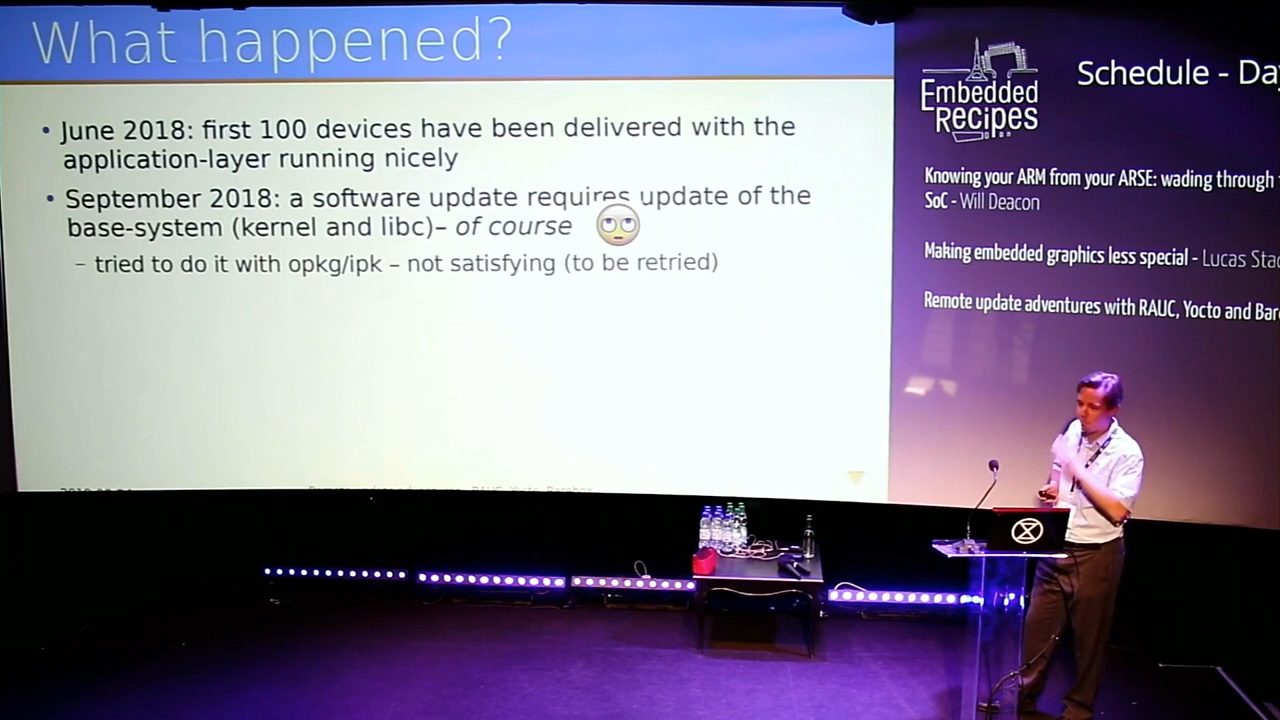 What happened?
• June 2018: first 100 devices have been delivered with the
application-layer running nicely
• September 2018: a software update requires update of the
base-system (kernel and libc)– of course
– tried to do it with opkg/ipk – not satisfying (to be retried)
Embedded
Recipes
Schedule - Da
Knowing your ARM from your ARSE: wading through
SoC - Will Deacon
Making embedded graphics less special - Lucas Stac
Remote update adventures with RAUC, Yocto and Bar